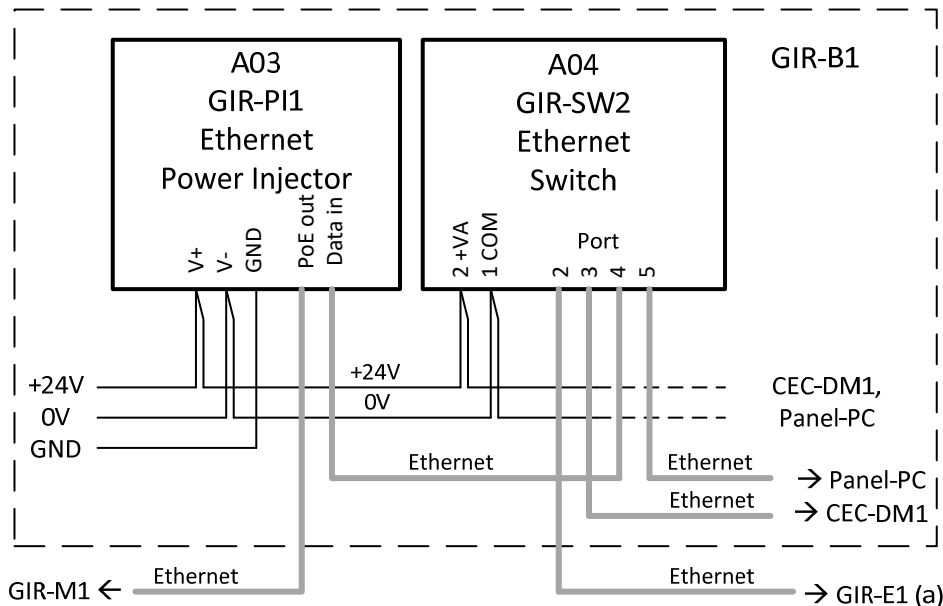 GIR-B1
A03
GIR-PI1
Ethernet
Power Injector
V+
V-
GND
PoE out
Data in
A04
GIR-SW2
Ethernet
Switch
2 +VA
1 COM
Port
2
3
4
5
+24V
0V
GND
+24V
0V
CEC-DM1,
Panel-PC
Ethernet
Ethernet
→ Panel-PC
Ethernet
→ CEC-DM1
GIR-M1 ←
Ethernet
Ethernet
→ GIR-E1 (a)